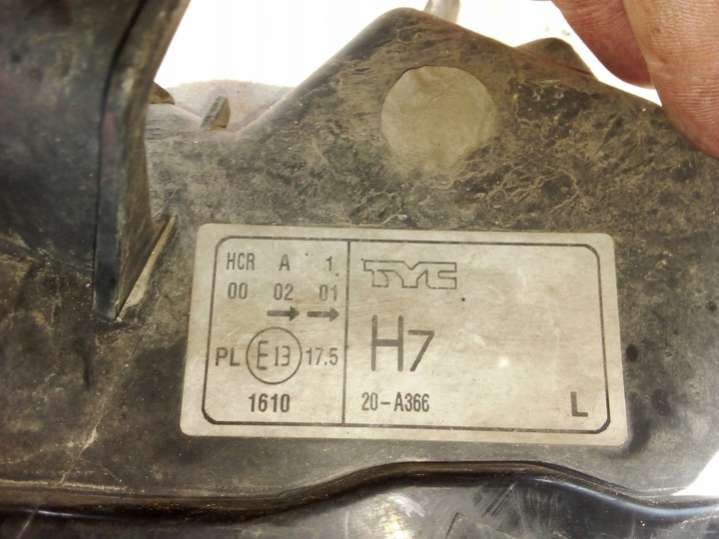 HCR A 1
00 02 01
→ →
PL E13 17.5
1610
TYC
H7
20-A366
L